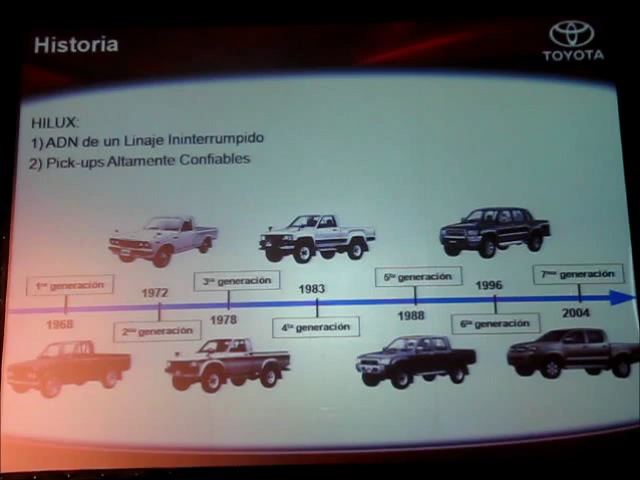 Historia
TOYOTA
HILUX:
1) ADN de un Linaje Ininterrumpido
2) Pick-ups Altamente Confiables
1ra generación
1968
1972
2da generación
3ra generación
1978
1983
4ta generación
5ta generación
1988
1996
6ta generación
7ma generación
2004